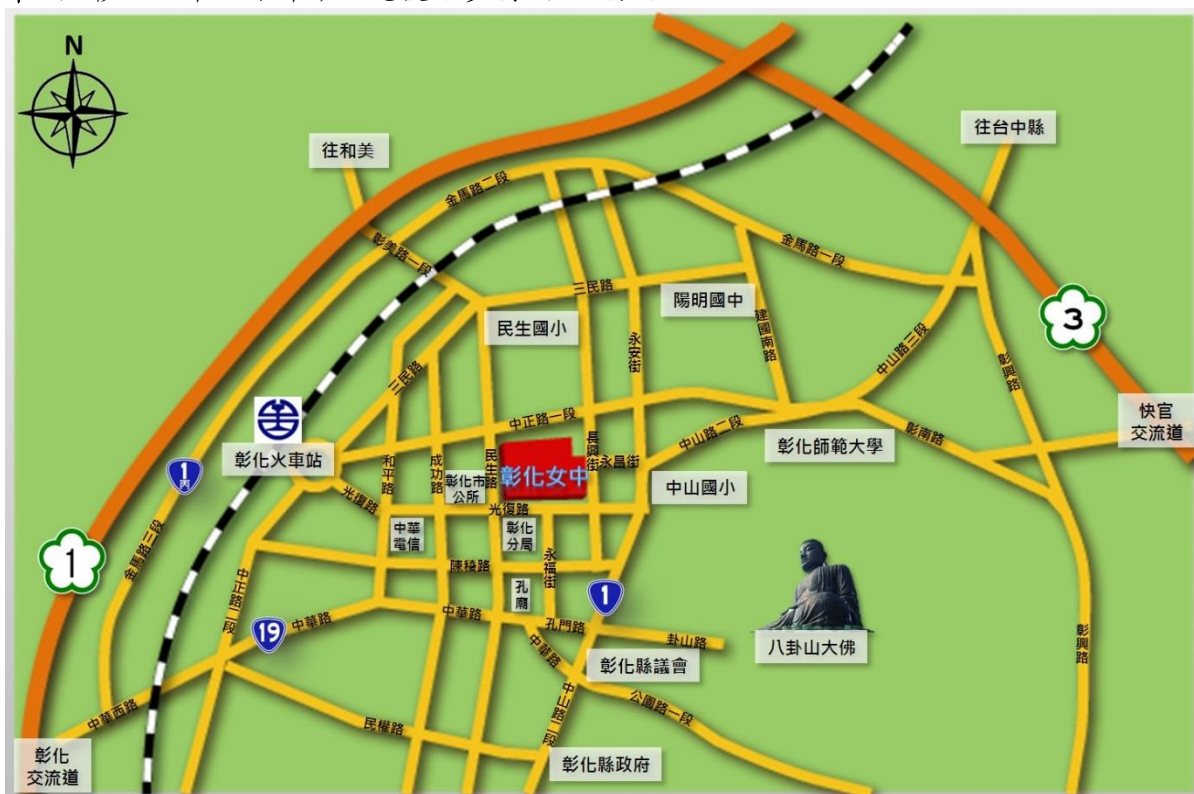 N
往和美
往台中縣
金馬路二段
彰美路一段
金馬路一段
三民路
陽明國中
民生國小
建國南路
永安街
中山路三段
彰興路
3
三民路
中正路一段
快官
交流道
彰化火車站
和平路
成功路
民生路
彰化女中
長興街
永昌街
中山路二段
彰化師範大學
彰南路
1
丙
彰化市
公所
中山國小
光復路
光復路
中華
電信
彰化
分局
永福街
1
金馬路三段
中正路二段
陳稜路
孔廟
1
19
中華路
中華路
孔門路
卦山路
八卦山大佛
彰興路
中華路
彰化縣議會
中華西路
民權路
中山路一段
公園路一段
彰化
交流道
彰化縣政府